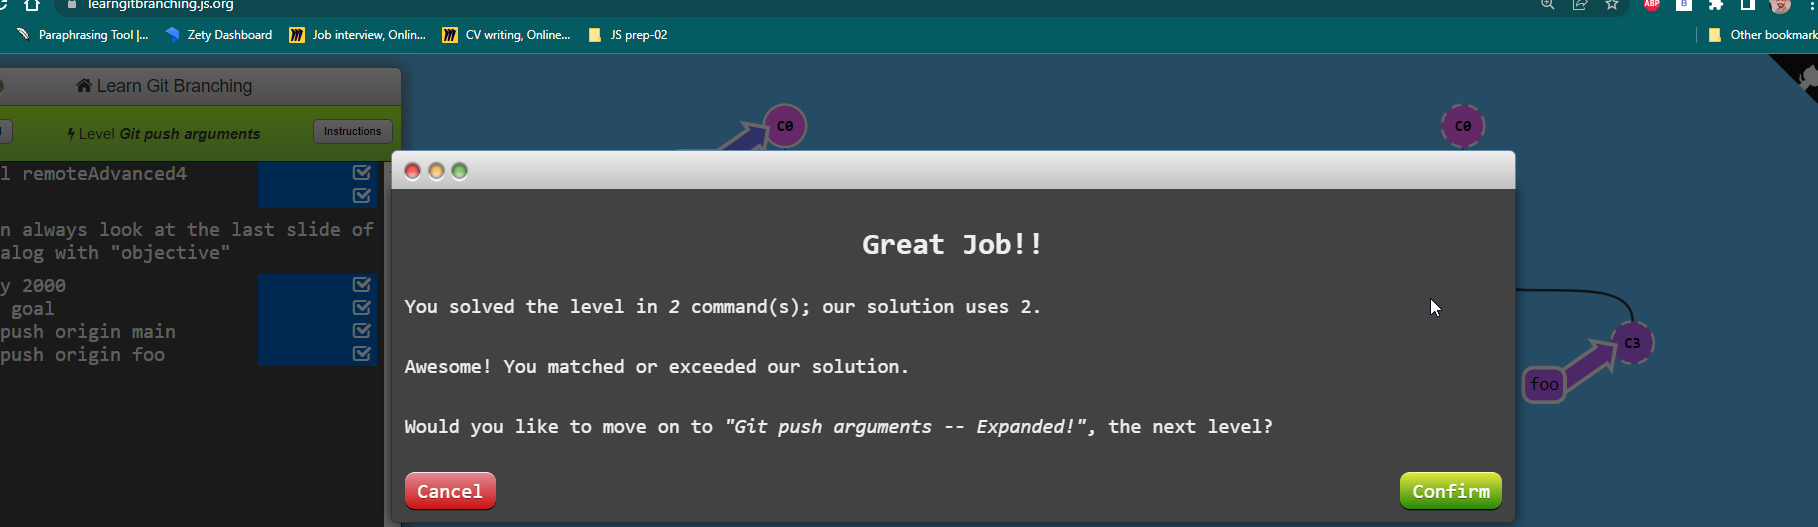 learngitbranching.js.org
ABP
B
Paraphrasing Tool |...
Zety Dashboard
Job interview, Onlin...
CV writing, Online...
JS prep-02
Other bookmark
Learn Git Branching
Level Git push arguments
Instructions
C0
C0
l remoteAdvanced4
n always look at the last slide of
alog with "objective"
y 2000
goal
push origin main
push origin foo
Great Job!!
You solved the level in 2 command(s); our solution uses 2.
Awesome! You matched or exceeded our solution.
Would you like to move on to "Git push arguments -- Expanded!", the next level?
Cancel
Confirm
C3
foo